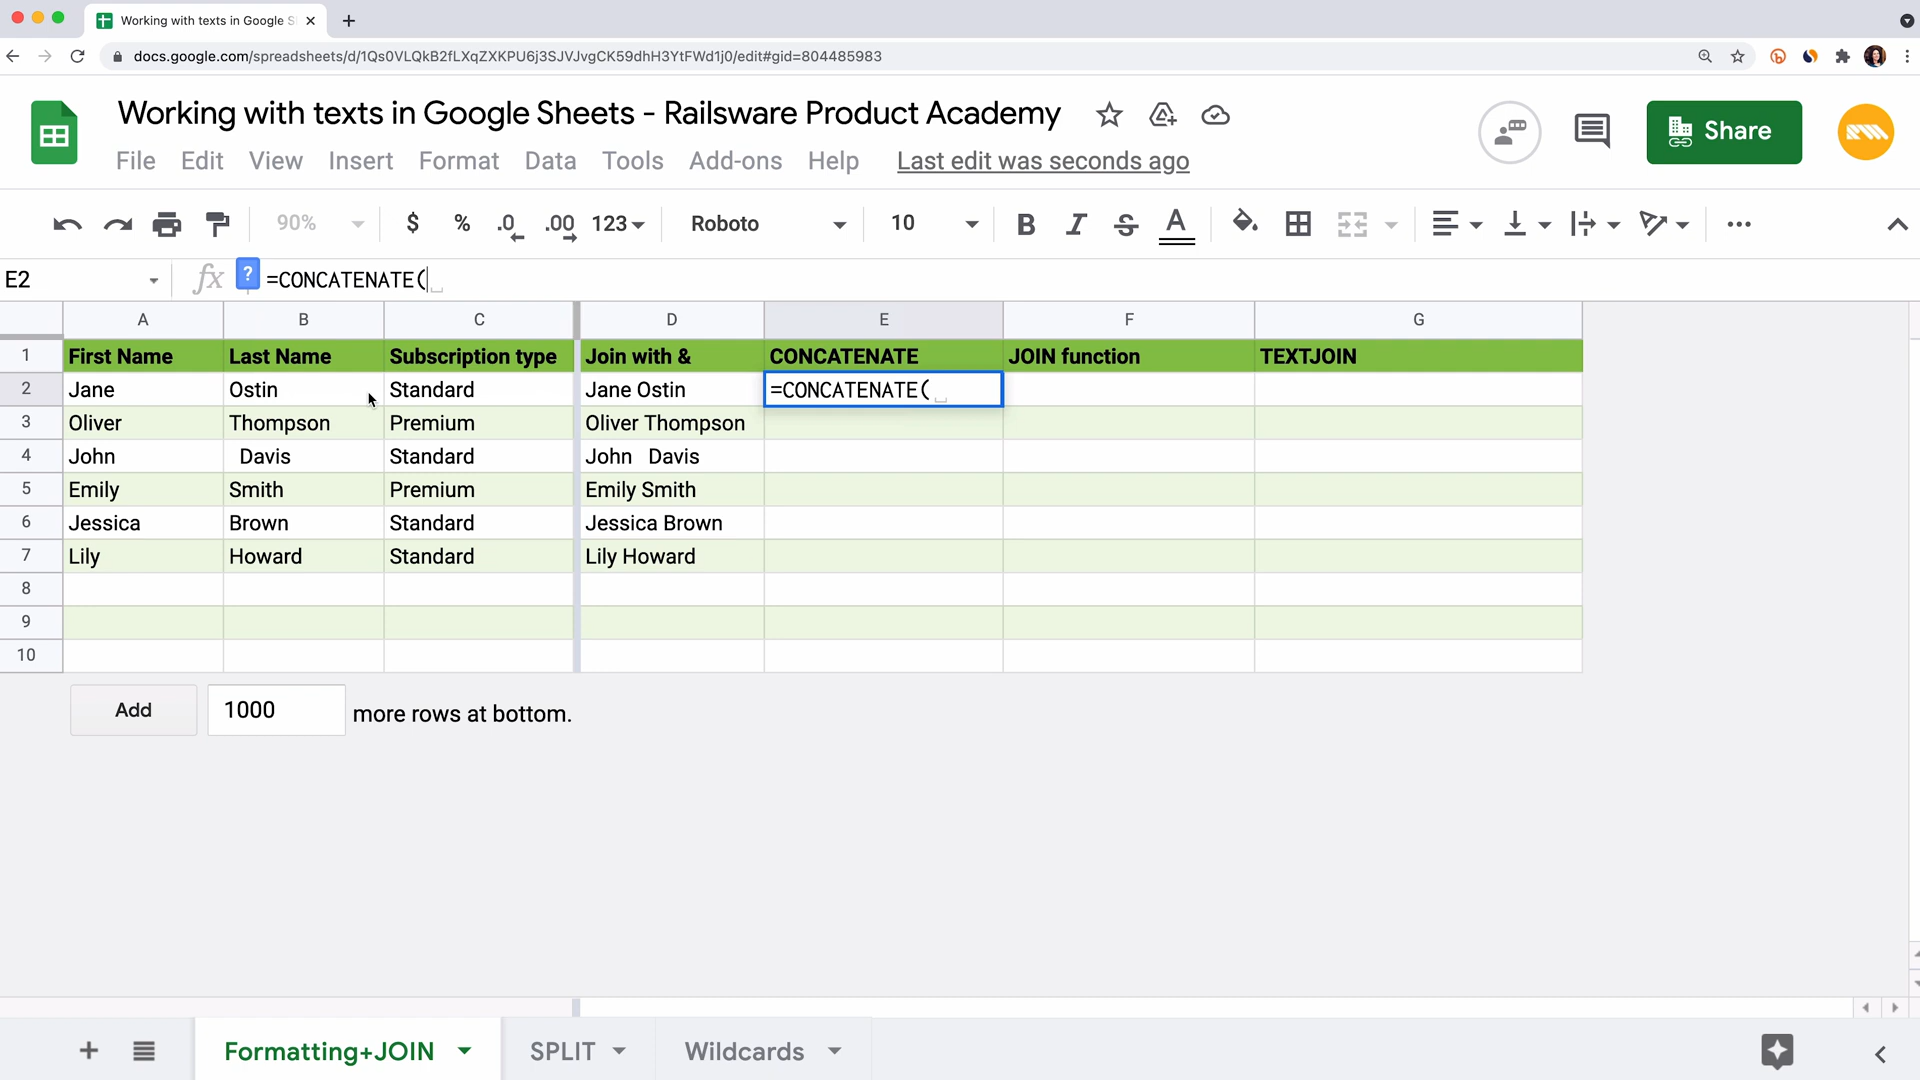 Working with texts in Google S
docs.google.com/spreadsheets/d/1Qs0VLQkB2fLXqZXKPU6j3SJVJvgCK59dhH3YtFWd1j0/edit#gid=804485983
Working with texts in Google Sheets - Railsware Product Academy
Share
File Edit View Insert Format Data Tools Add-ons Help Last edit was seconds ago
90% $ % .0 .00 123 Roboto 10 B I S A
E2 fx ? =CONCATENATE(
A B C D E F G
1 First Name Last Name Subscription type Join with & CONCATENATE JOIN function TEXTJOIN
2 Jane Ostin Standard Jane Ostin =CONCATENATE(
3 Oliver Thompson Premium Oliver Thompson
4 John   Davis Standard John   Davis
5 Emily Smith Premium Emily Smith
6 Jessica Brown Standard Jessica Brown
7 Lily Howard Standard Lily Howard
8
9
10
Add 1000 more rows at bottom.
Formatting+JOIN SPLIT Wildcards